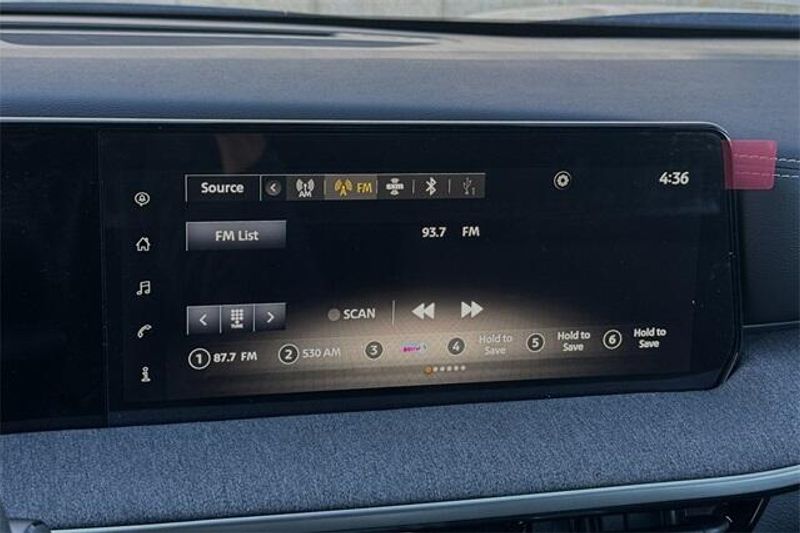 Source AM FM SXM 4:36
FM List 93.7 FM
SCAN
1 87.7 FM 2 530 AM 3 4 Hold to Save 5 Hold to Save 6 Hold to Save